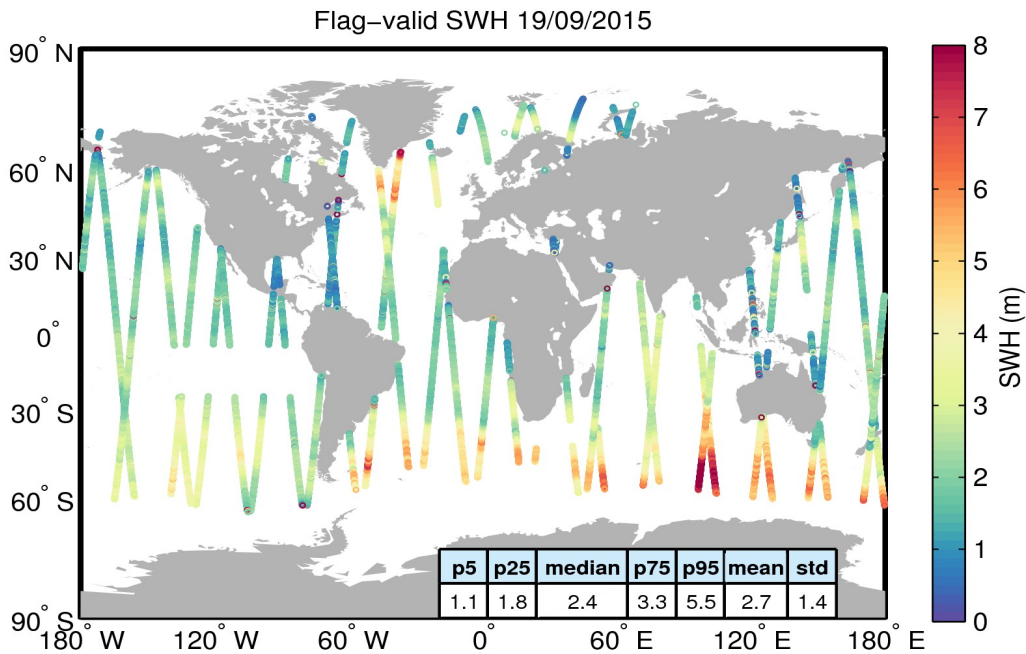 Flag−valid SWH 19/09/2015
90° N
60° N
30° N
0°
30° S
60° S
90° S
180° W
120° W
60° W
0°
60° E
120° E
180° E
p5 p25 median p75 p95 mean std
1.1 1.8 2.4 3.3 5.5 2.7 1.4
8
7
6
5
4
3
2
1
0
SWH (m)